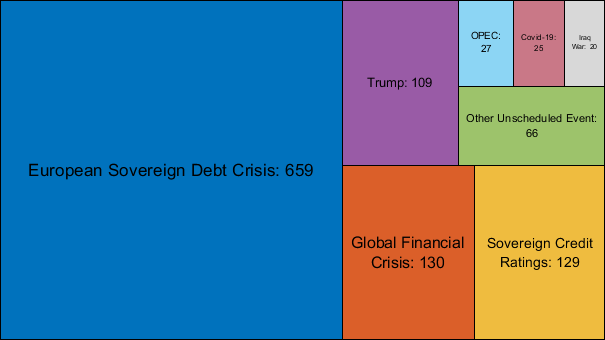 European Sovereign Debt Crisis: 659
Trump: 109
OPEC:
27
Covid-19:
25
Iraq
War: 20
Other Unscheduled Event:
66
Global Financial
Crisis: 130
Sovereign Credit
Ratings: 129